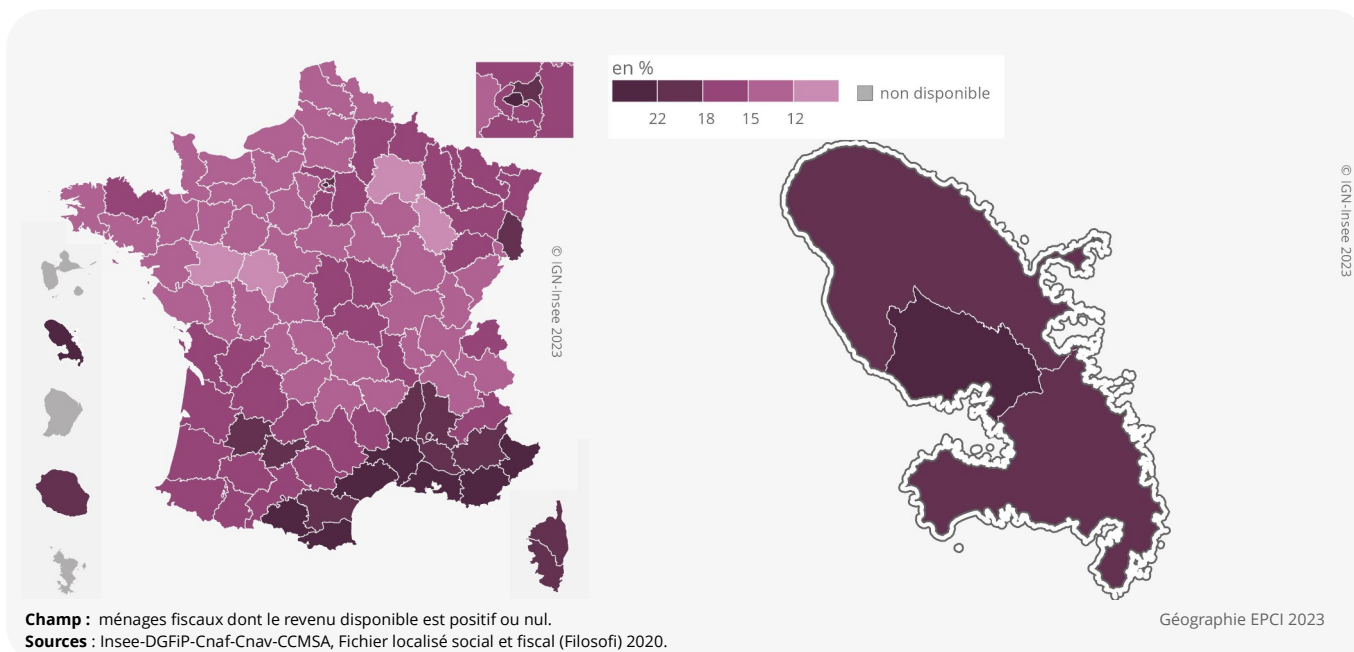 en %
22 18 15 12
non disponible
© IGN-Insee 2023
© IGN-Insee 2023
Champ : ménages fiscaux dont le revenu disponible est positif ou nul.
Géographie EPCI 2023
Sources : Insee-DGFiP-Cnaf-Cnav-CCMSA, Fichier localisé social et fiscal (Filosofi) 2020.